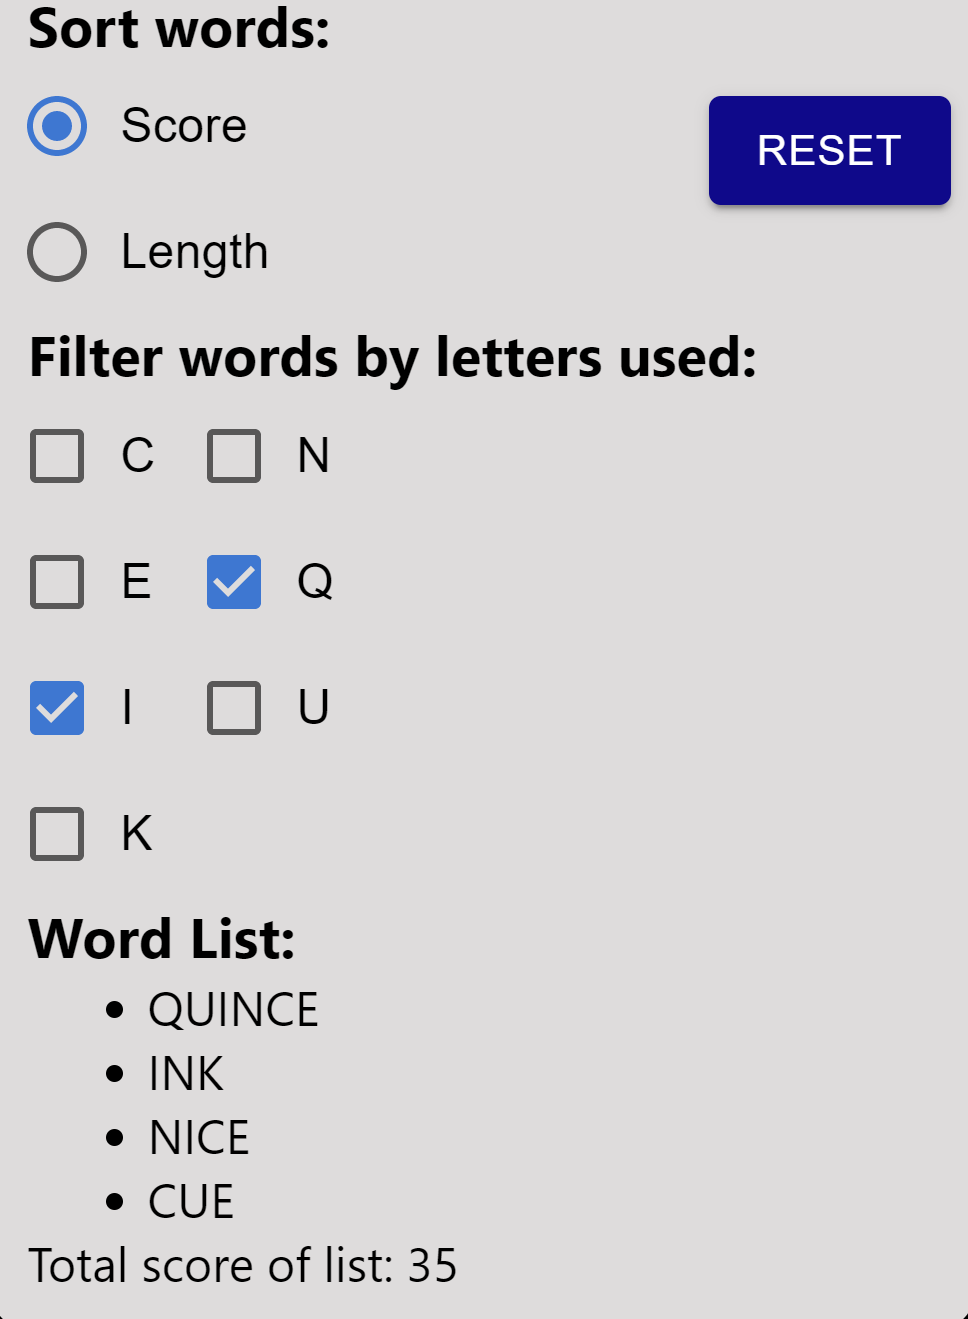 Sort words:
Score
RESET
Length
Filter words by letters used:
C N
E Q
I U
K
Word List:
QUINCE
INK
NICE
CUE
Total score of list: 35